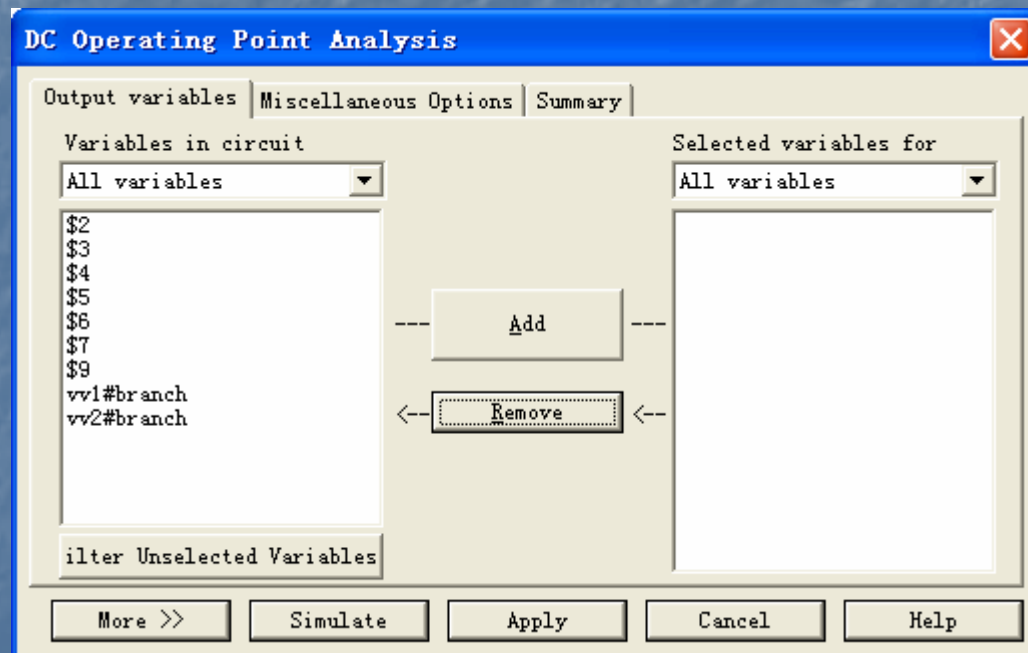 DC Operating Point Analysis
Output variables Miscellaneous Options Summary
Variables in circuit
All variables
$2
$3
$4
$5
$6
$7
$9
vv1#branch
vv2#branch
ilter Unselected Variables
--- Add ---
<-- Remove <--
Selected variables for
All variables
More >> Simulate Apply Cancel Help